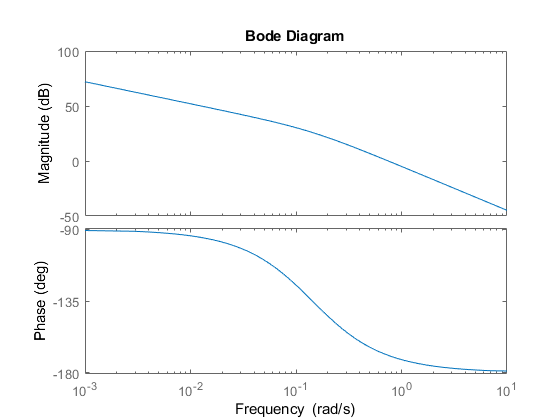 Bode Diagram
Magnitude (dB)
100
50
0
-50
Phase (deg)
-90
-135
-180
10^-3 10^-2 10^-1 10^0 10^1
Frequency (rad/s)